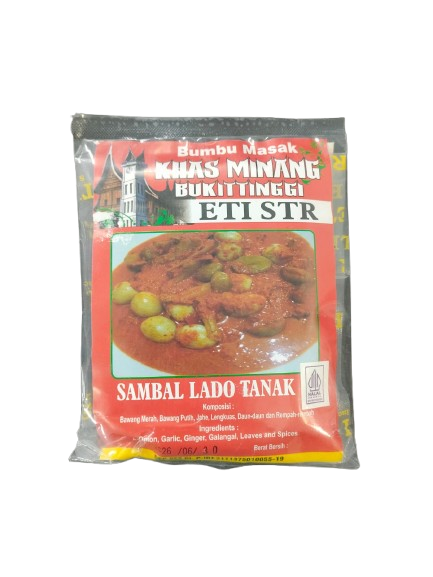 Bumbu Masak
KHAS MINANG
BUKITTINGGI
ETI STR
SAMBAL LADO TANAK
HALAL
Komposisi :
Bawang Merah, Bawang Putih, Jahe, Lengkuas, Daun-daun dan Rempah-
Ingredients :
Onion, Garlic, Ginger, Galangal, Leaves and Spices
Berat Bersih :